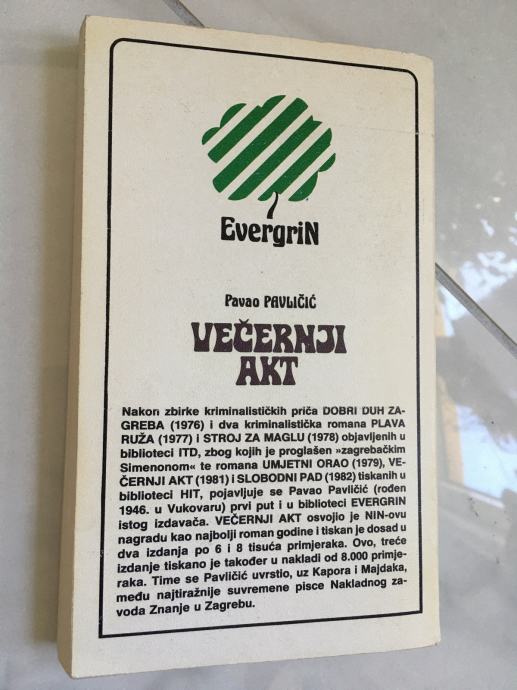 EvergriN
Pavao PAVLIČIĆ
VEČERNJI
AKT
Nakon zbirke kriminalističkih priča DOBRI DUH ZA-
GREBA (1976) i dva kriminalistička romana PLAVA
RUŽA (1977) i STROJ ZA MAGLU (1978) objavljenih u
biblioteci ITD, zbog kojih je proglašen »zagrebačkim
Simenonom« te romana UMJETNI ORAO (1979), VE-
ČERNJI AKT (1981) i SLOBODNI PAD (1982) tiskanih u
biblioteci HIT, pojavljuje se Pavao Pavličić (rođen
1946. u Vukovaru) prvi put i u biblioteci EVERGRIN
istog izdavača. VEČERNJI AKT osvojio je NIN-ovu
nagradu kao najbolji roman godine i tiskan je dosad u
dva izdanja po 6 i 8 tisuća primjeraka. Ovo, treće
izdanje tiskano je također u nakladi od 8.000 primje-
raka. Time se Pavličić uvrstio, uz Kapora i Majdaka,
među najtiražnije suvremene pisce Nakladnog za-
voda Znanje u Zagrebu.